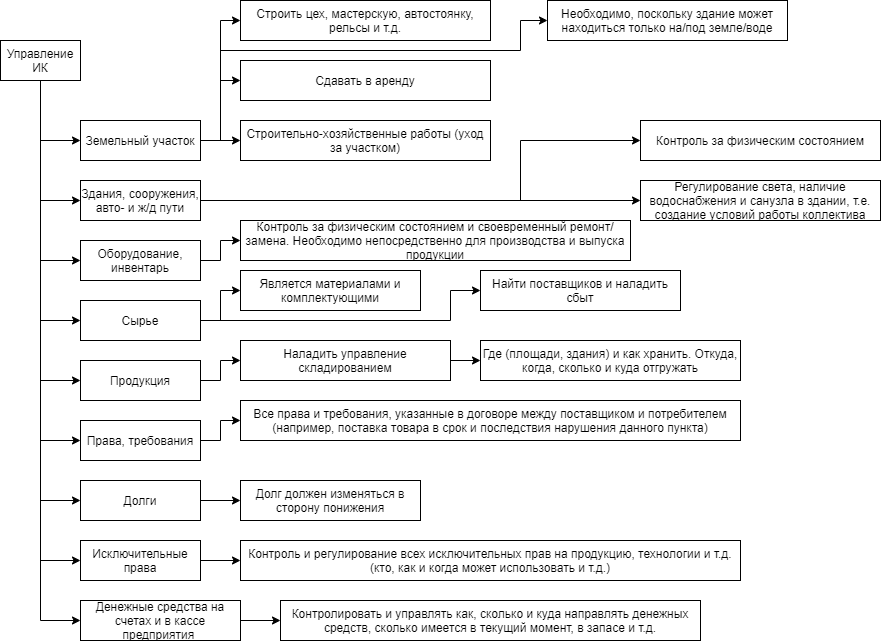 Строить цех, мастерскую, автостоянку,
рельсы и т.д.
Необходимо, поскольку здание может
находиться только на/под земле/воде
Управление
ИК
Сдавать в аренду
Земельный участок
Строительно-хозяйственные работы (уход
за участком)
Контроль за физическим состоянием
Здания, сооружения,
авто- и ж/д пути
Регулирование света, наличие
водоснабжения и санузла в здании, т.е.
создание условий работы коллектива
Оборудование,
инвентарь
Контроль за физическим состоянием и своевременный ремонт/
замена. Необходимо непосредственно для производства и выпуска
продукции
Сырье
Является материалами и
комплектующими
Найти поставщиков и наладить
сбыт
Продукция
Наладить управление
складированием
Где (площади, здания) и как хранить. Откуда,
когда, сколько и куда отгружать
Права, требования
Все права и требования, указанные в договоре между поставщиком и потребителем
(например, поставка товара в срок и последствия нарушения данного пункта)
Долги
Долг должен изменяться в
сторону понижения
Исключительные
права
Контроль и регулирование всех исключительных прав на продукцию, технологии и т.д.
(кто, как и когда может использовать и т.д.)
Денежные средства на
счетах и в кассе
предприятия
Контролировать и управлять как, сколько и куда направлять денежных
средств, сколько имеется в текущий момент, в запасе и т.д.